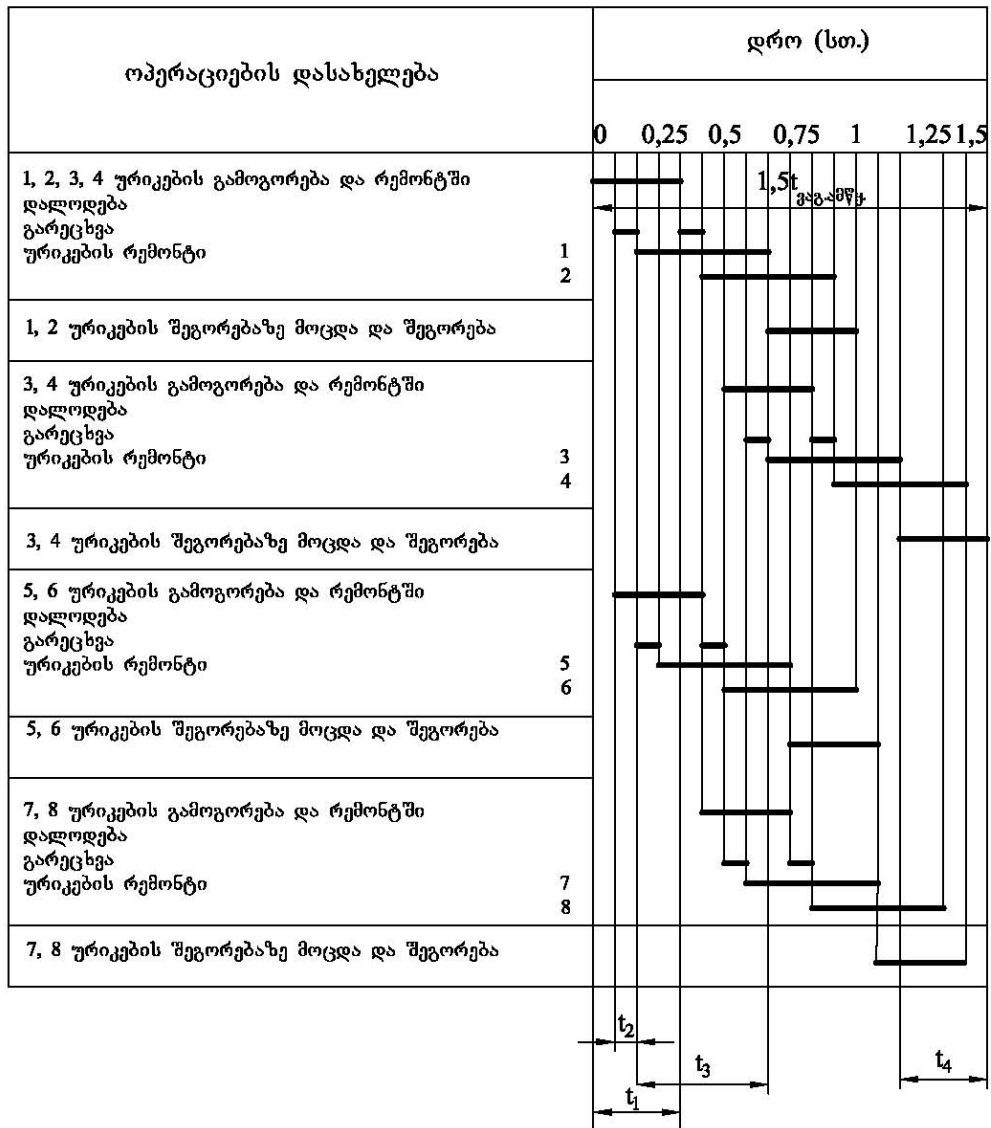 ოპერაციების დასახელება
დრო (სთ.)
0 0,25 0,5 0,75 1 1,25 1,5
1, 2, 3, 4 ურიკების გამოგორება და რემონტში
დალოდება
გარეცხვა
ურიკების რემონტი 1
2
1,5t ვაგ.ამწე.
1, 2 ურიკების შეგორებაზე მოცდა და შეგორება
3, 4 ურიკების გამოგორება და რემონტში
დალოდება
გარეცხვა
ურიკების რემონტი 3
4
3, 4 ურიკების შეგორებაზე მოცდა და შეგორება
5, 6 ურიკების გამოგორება და რემონტში
დალოდება
გარეცხვა
ურიკების რემონტი 5
6
5, 6 ურიკების შეგორებაზე მოცდა და შეგორება
7, 8 ურიკების გამოგორება და რემონტში
დალოდება
გარეცხვა
ურიკების რემონტი 7
8
7, 8 ურიკების შეგორებაზე მოცდა და შეგორება
t2
t3
t4
t1